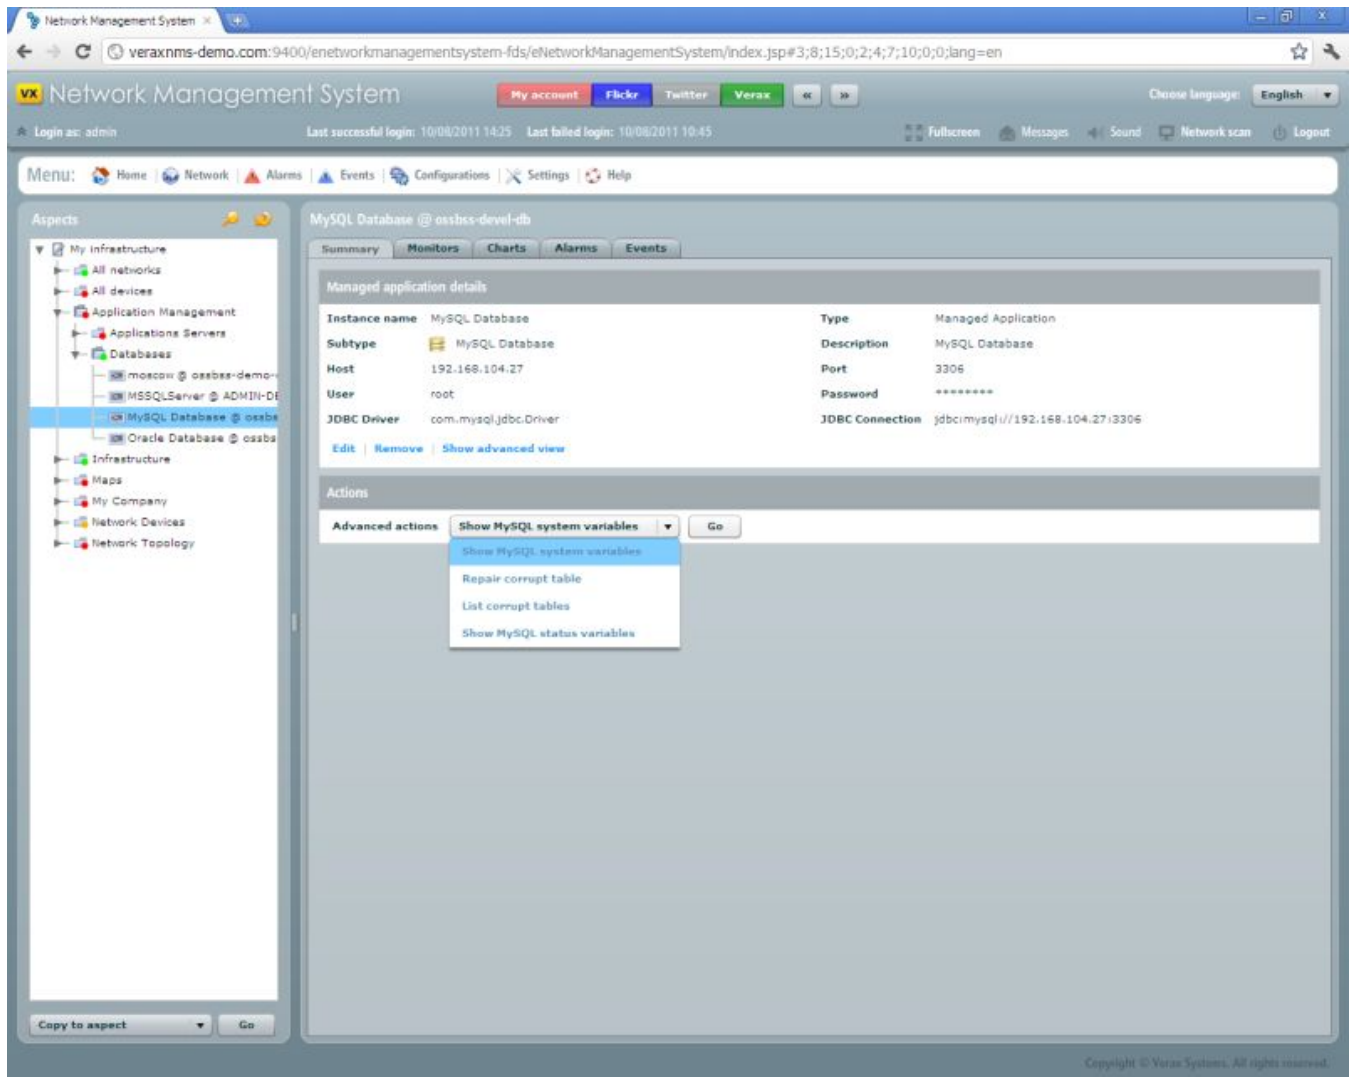 Network Management System
veraxnms-demo.com:9400/enetworkmanagementsystem-fds/eNetworkManagementSystem/index.jsp#3;8;15;0;2;4;7;10;0;0;lang=en
VX Network Management System My account Flickr Twitter Verax « » Choose language: English
Login as: admin Last successful login: 10/08/2011 14:25 Last failed login: 10/08/2011 10:45 Fullscreen Messages Sound Network scan Logout
Menu: Home Network Alarms Events Configurations Settings Help
Aspects
My infrastructure
All networks
All devices
Application Management
Applications Servers
Databases
moscow @ ossbss-demo-
MSSQLServer @ ADMIN-DE
MySQL Database @ ossbs
Oracle Database @ ossbs
Infrastructure
Maps
My Company
Network Devices
Network Topology
Copy to aspect Go
MySQL Database @ ossbss-devel-db
Summary Monitors Charts Alarms Events
Managed application details
Instance name MySQL Database Type Managed Application
Subtype MySQL Database Description MySQL Database
Host 192.168.104.27 Port 3306
User root Password ********
JDBC Driver com.mysql.jdbc.Driver JDBC Connection jdbc:mysql://192.168.104.27:3306
Edit | Remove | Show advanced view
Actions
Advanced actions Show MySQL system variables Go
Show MySQL system variables
Repair corrupt table
List corrupt tables
Show MySQL status variables
Copyright © Verax Systems. All rights reserved.